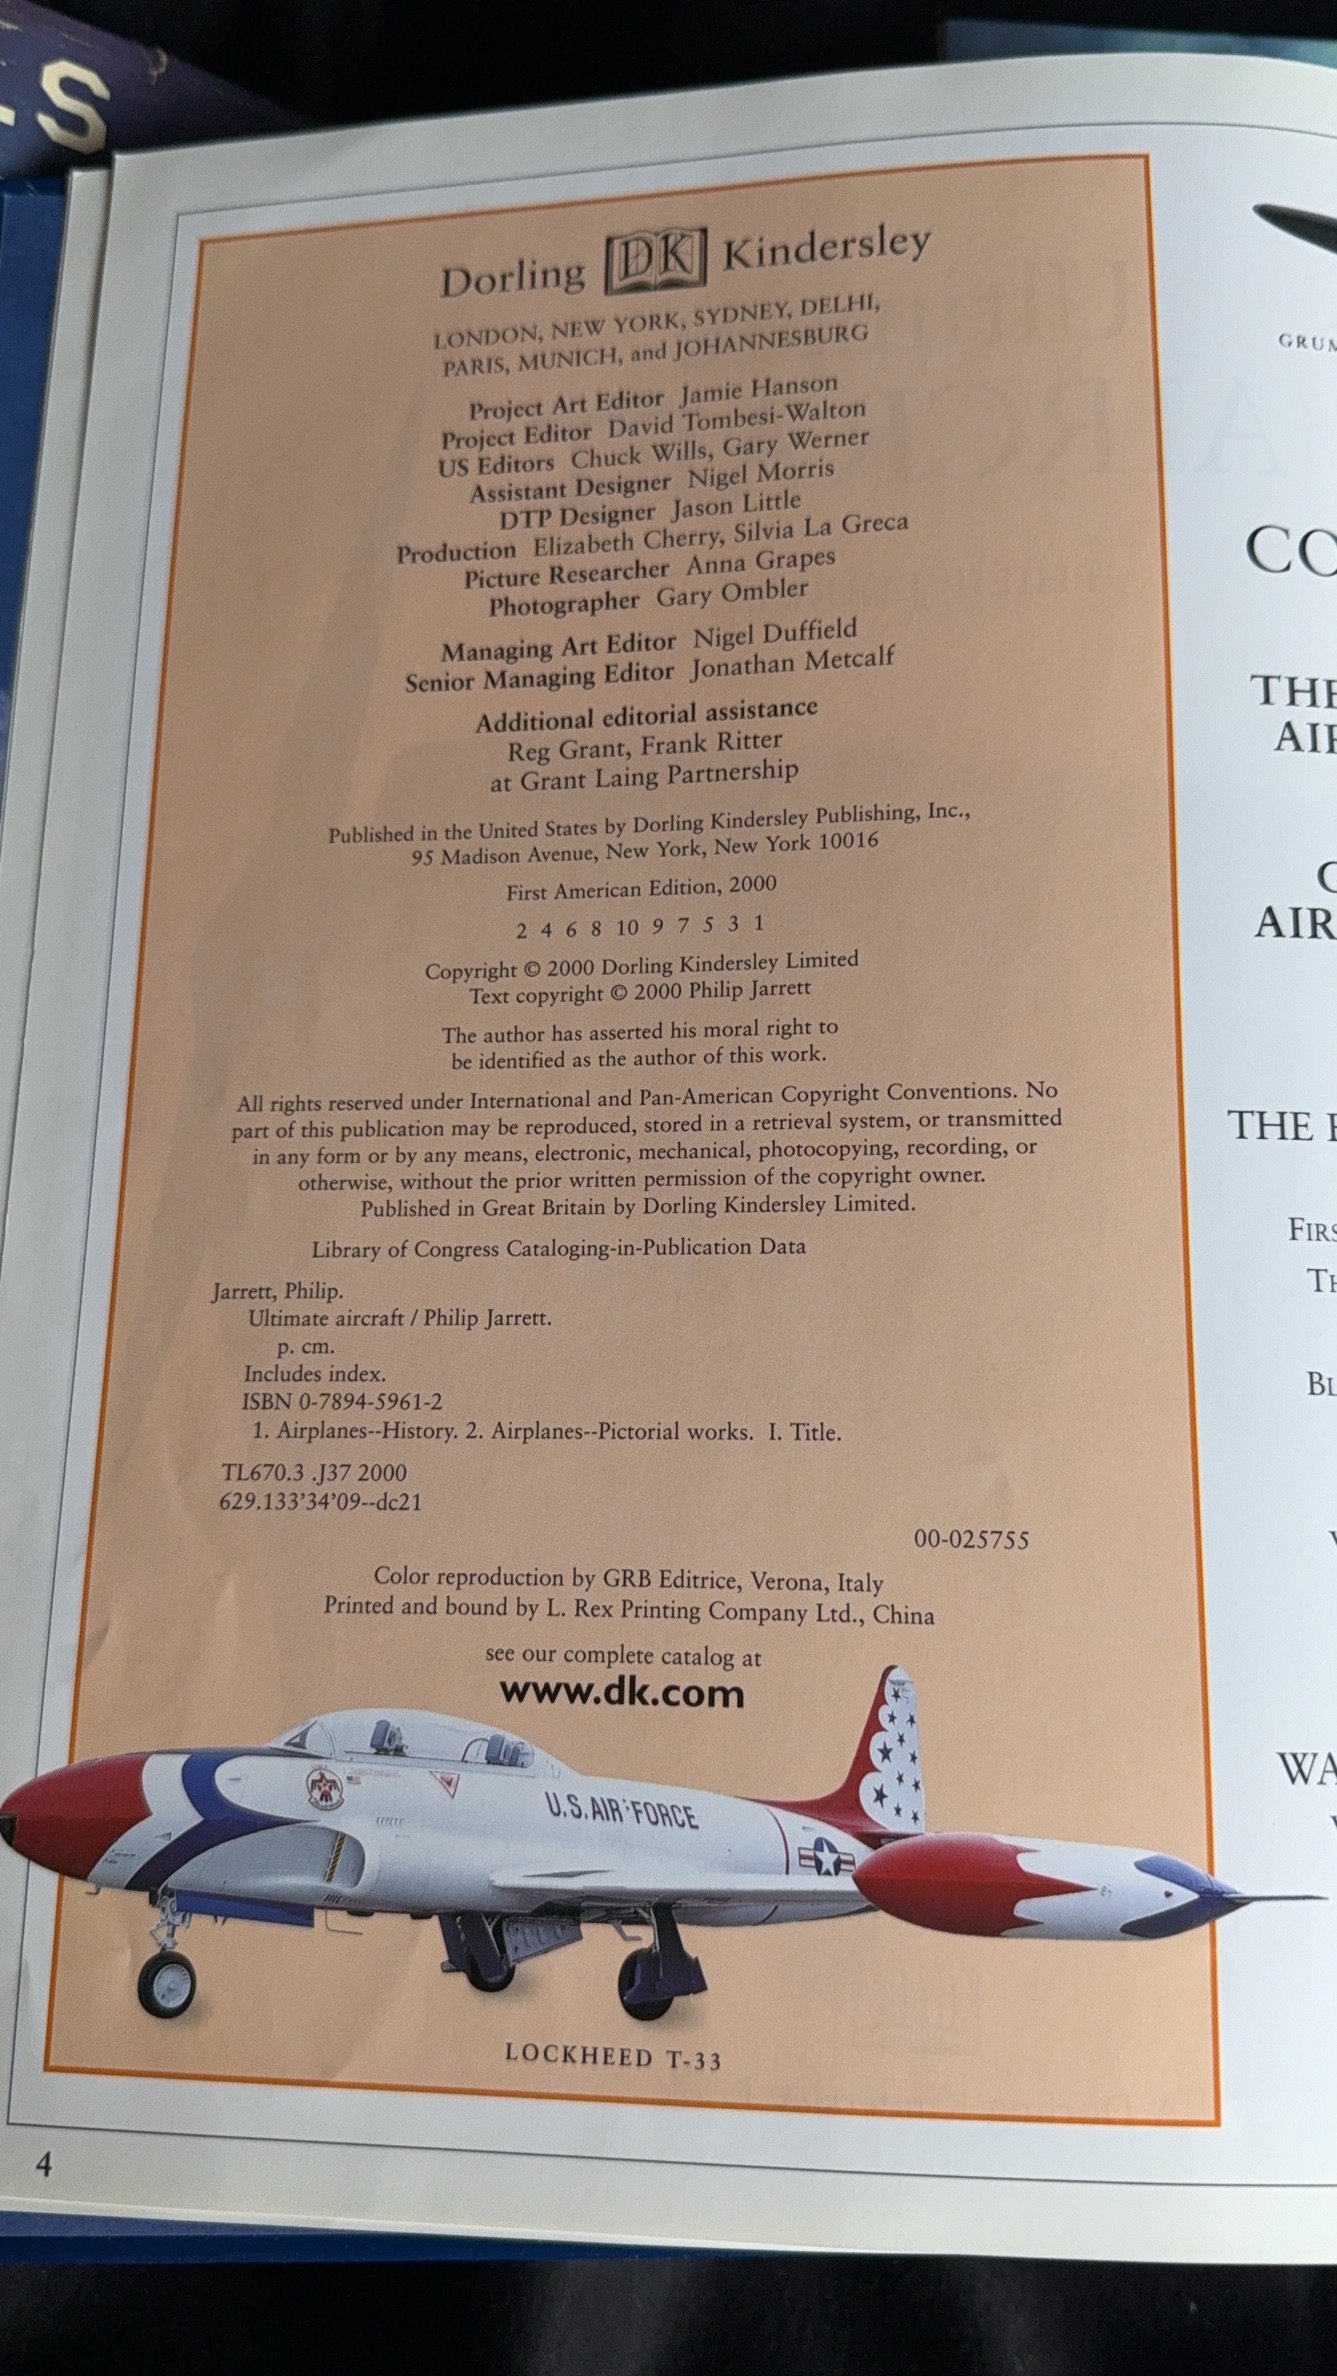 -S
Dorling DK Kindersley
LONDON, NEW YORK, SYDNEY, DELHI,
PARIS, MUNICH, and JOHANNESBURG
Project Art Editor Jamie Hanson
Project Editor David Tombesi-Walton
US Editors Chuck Wills, Gary Werner
Assistant Designer Nigel Morris
DTP Designer Jason Little
Production Elizabeth Cherry, Silvia La Greca
Picture Researcher Anna Grapes
Photographer Gary Ombler
Managing Art Editor Nigel Duffield
Senior Managing Editor Jonathan Metcalf
Additional editorial assistance
Reg Grant, Frank Ritter
at Grant Laing Partnership
Published in the United States by Dorling Kindersley Publishing, Inc.,
95 Madison Avenue, New York, New York 10016
First American Edition, 2000
2 4 6 8 10 9 7 5 3 1
Copyright © 2000 Dorling Kindersley Limited
Text copyright © 2000 Philip Jarrett
The author has asserted his moral right to
be identified as the author of this work.
All rights reserved under International and Pan-American Copyright Conventions. No
part of this publication may be reproduced, stored in a retrieval system, or transmitted
in any form or by any means, electronic, mechanical, photocopying, recording, or
otherwise, without the prior written permission of the copyright owner.
Published in Great Britain by Dorling Kindersley Limited.
Library of Congress Cataloging-in-Publication Data
Jarrett, Philip.
Ultimate aircraft / Philip Jarrett.
p. cm.
Includes index.
ISBN 0-7894-5961-2
1. Airplanes--History. 2. Airplanes--Pictorial works. I. Title.
TL670.3 .J37 2000
629.133'34'09--dc21
00-025755
Color reproduction by GRB Editrice, Verona, Italy
Printed and bound by L. Rex Printing Company Ltd., China
see our complete catalog at
www.dk.com
U.S. AIR FORCE
LOCKHEED T-33
4
GRUM
CO
THE
AIR
C
AIR
THE
FIRS
TH
BL
WA